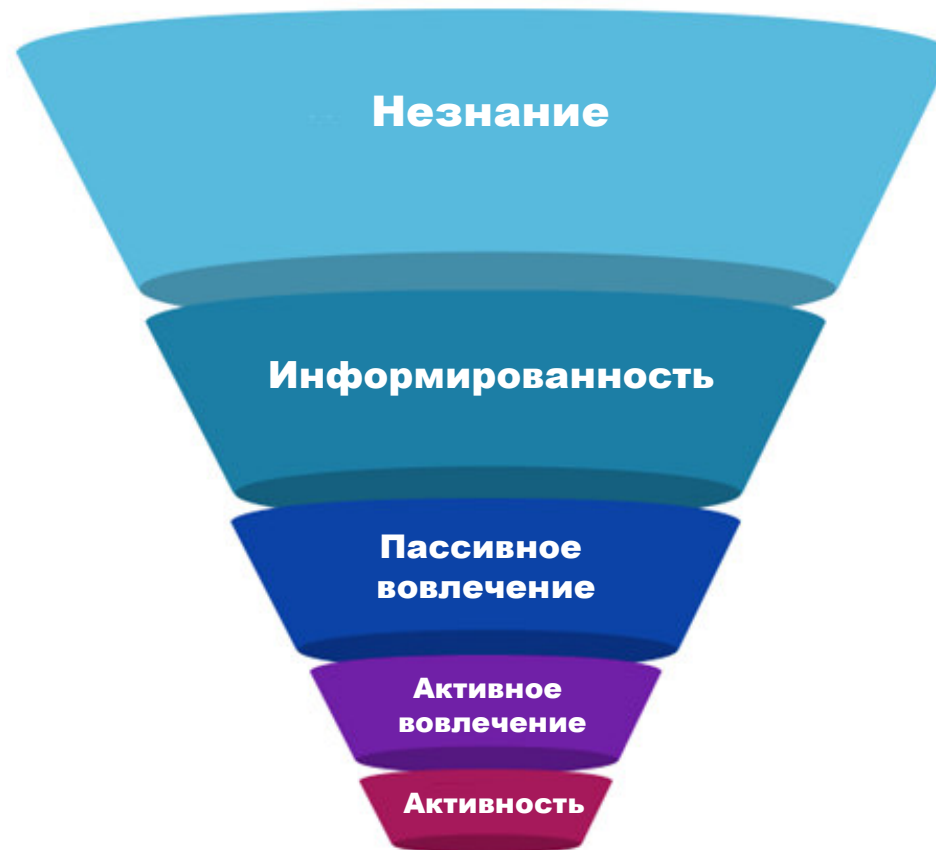 Незнание
Информированность
Пассивное
вовлечение
Активное
вовлечение
Активность